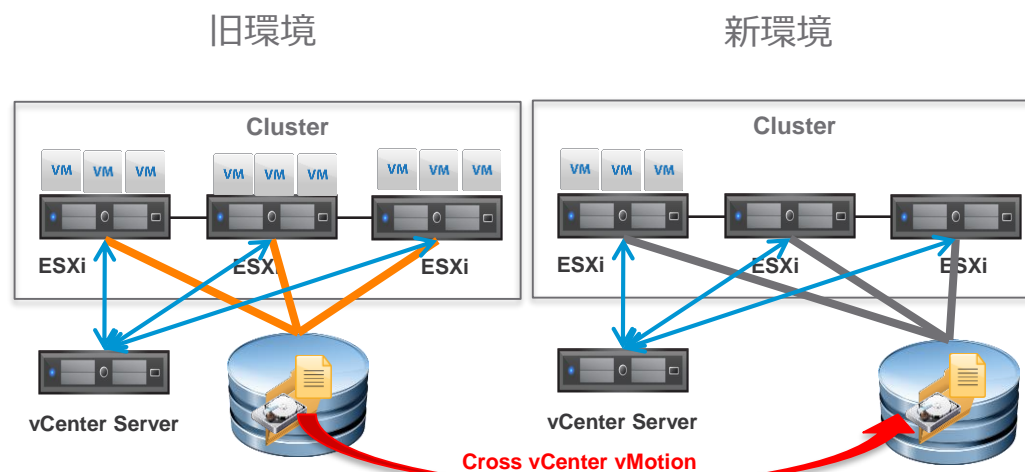 旧環境
新環境
Cluster
Cluster
VM VM VM
VM VM VM
VM VM VM
VM VM VM
ESXi
ESXi
ESXi
ESXi
ESXi
ESXi
vCenter Server
vCenter Server
Cross vCenter vMotion